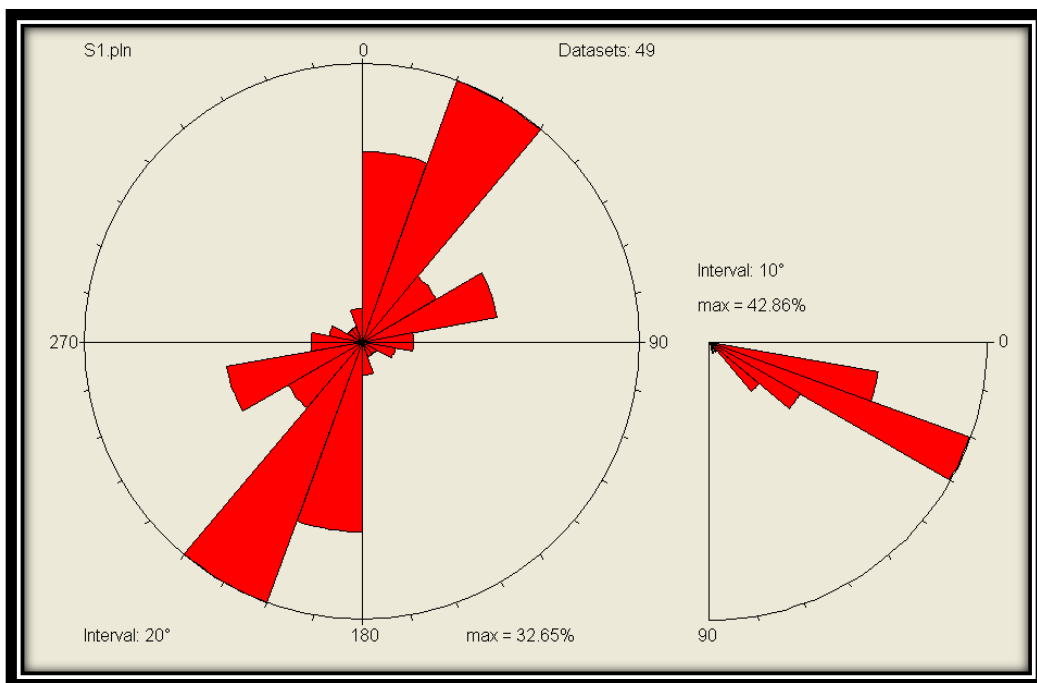 S1.pln
0
Datasets: 49
Interval: 10°
max = 42.86%
270
90
0
Interval: 20°
180
max = 32.65%
90